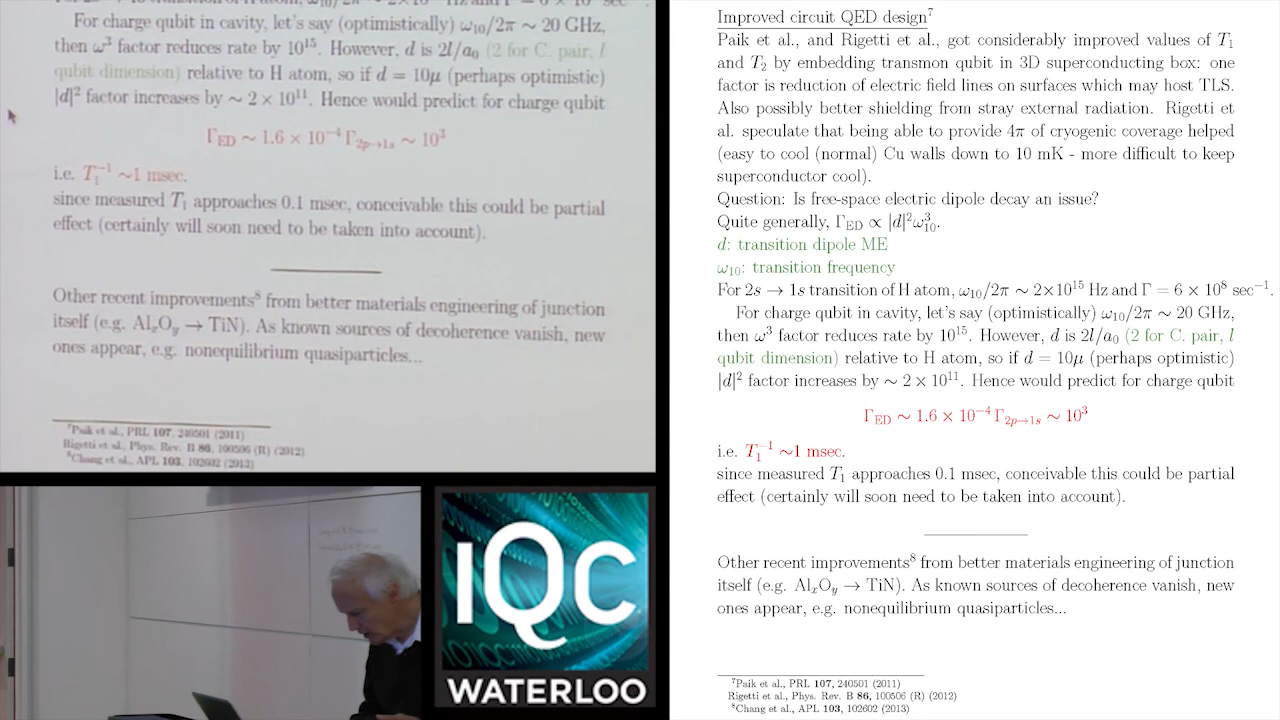 For charge qubit in cavity, let's say (optimistically) ω₁₀/2π ∼ 20 GHz,
then ω³ factor reduces rate by 10¹⁵. However, d is 2l/a₀ (2 for C. pair, l
qubit dimension) relative to H atom, so if d = 10μ (perhaps optimistic)
|d|² factor increases by ∼ 2 × 10¹¹. Hence would predict for charge qubit
Γ_ED ∼ 1.6 × 10⁻⁴ Γ₂ₚ→₁ₛ ∼ 10³
i.e. T₁⁻¹ ∼1 msec.
since measured T₁ approaches 0.1 msec, conceivable this could be partial
effect (certainly will soon need to be taken into account).
Other recent improvements⁸ from better materials engineering of junction
itself (e.g. AlₓO_y → TiN). As known sources of decoherence vanish, new
ones appear, e.g. nonequilibrium quasiparticles...
⁷Paik et al., PRL 107, 240501 (2011)
Rigetti et al., Phys. Rev. B 86, 100506 (R) (2012)
⁸Chang et al., APL 103, 102602 (2013)
IQC
WATERLOO
Improved circuit QED design⁷
Paik et al., and Rigetti et al., got considerably improved values of T₁
and T₂ by embedding transmon qubit in 3D superconducting box: one
factor is reduction of electric field lines on surfaces which may host TLS.
Also possibly better shielding from stray external radiation. Rigetti et
al. speculate that being able to provide 4π of cryogenic coverage helped
(easy to cool (normal) Cu walls down to 10 mK - more difficult to keep
superconductor cool).
Question: Is free-space electric dipole decay an issue?
Quite generally, Γ_ED ∝ |d|²ω₁₀³.
d: transition dipole ME
ω₁₀: transition frequency
For 2s → 1s transition of H atom, ω₁₀/2π ∼ 2×10¹⁵ Hz and Γ = 6 × 10⁸ sec⁻¹.
For charge qubit in cavity, let's say (optimistically) ω₁₀/2π ∼ 20 GHz,
then ω³ factor reduces rate by 10¹⁵. However, d is 2l/a₀ (2 for C. pair, l
qubit dimension) relative to H atom, so if d = 10μ (perhaps optimistic)
|d|² factor increases by ∼ 2 × 10¹¹. Hence would predict for charge qubit
Γ_ED ∼ 1.6 × 10⁻⁴ Γ₂ₚ→₁ₛ ∼ 10³
i.e. T₁⁻¹ ∼1 msec.
since measured T₁ approaches 0.1 msec, conceivable this could be partial
effect (certainly will soon need to be taken into account).
Other recent improvements⁸ from better materials engineering of junction
itself (e.g. AlₓO_y → TiN). As known sources of decoherence vanish, new
ones appear, e.g. nonequilibrium quasiparticles...
⁷Paik et al., PRL 107, 240501 (2011)
Rigetti et al., Phys. Rev. B 86, 100506 (R) (2012)
⁸Chang et al., APL 103, 102602 (2013)